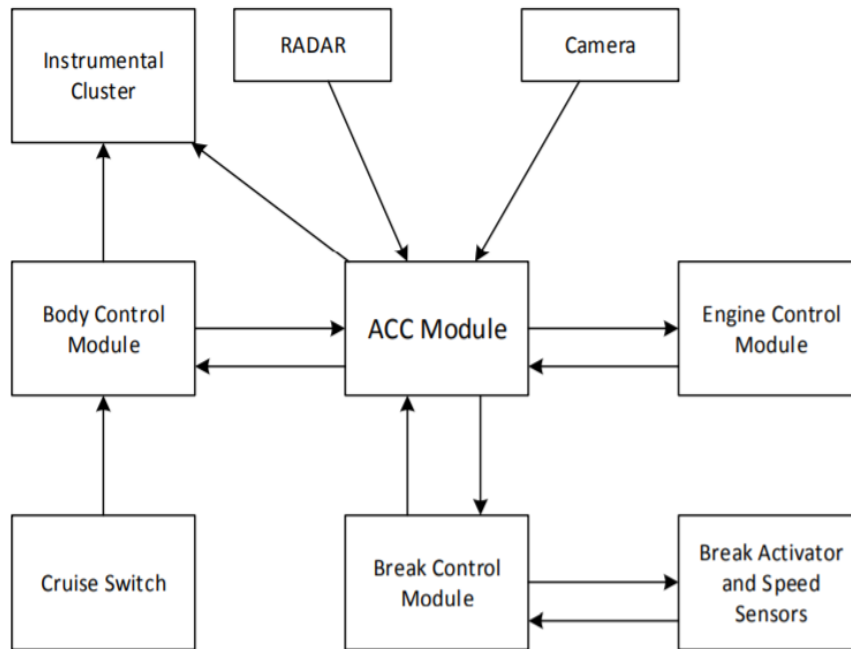 Instrumental
Cluster
RADAR
Camera
Body Control
Module
ACC Module
Engine Control
Module
Cruise Switch
Break Control
Module
Break Activator
and Speed
Sensors